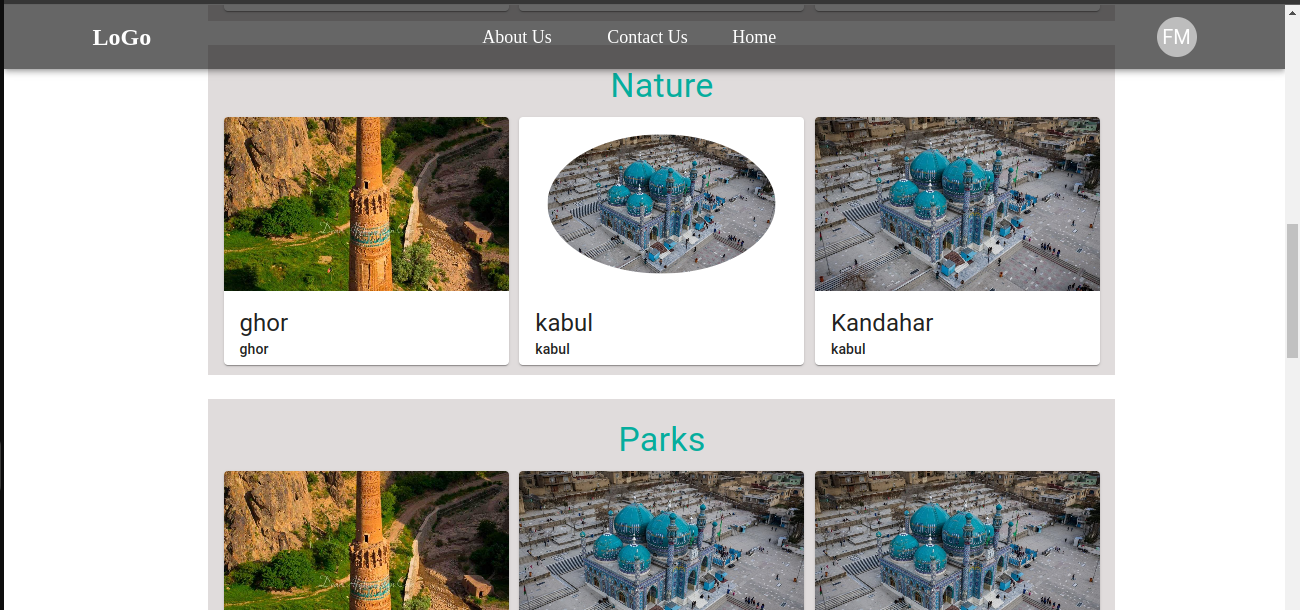 LoGo
About Us
Contact Us
Home
FM
Nature
ghor
ghor
kabul
kabul
Kandahar
kabul
Parks